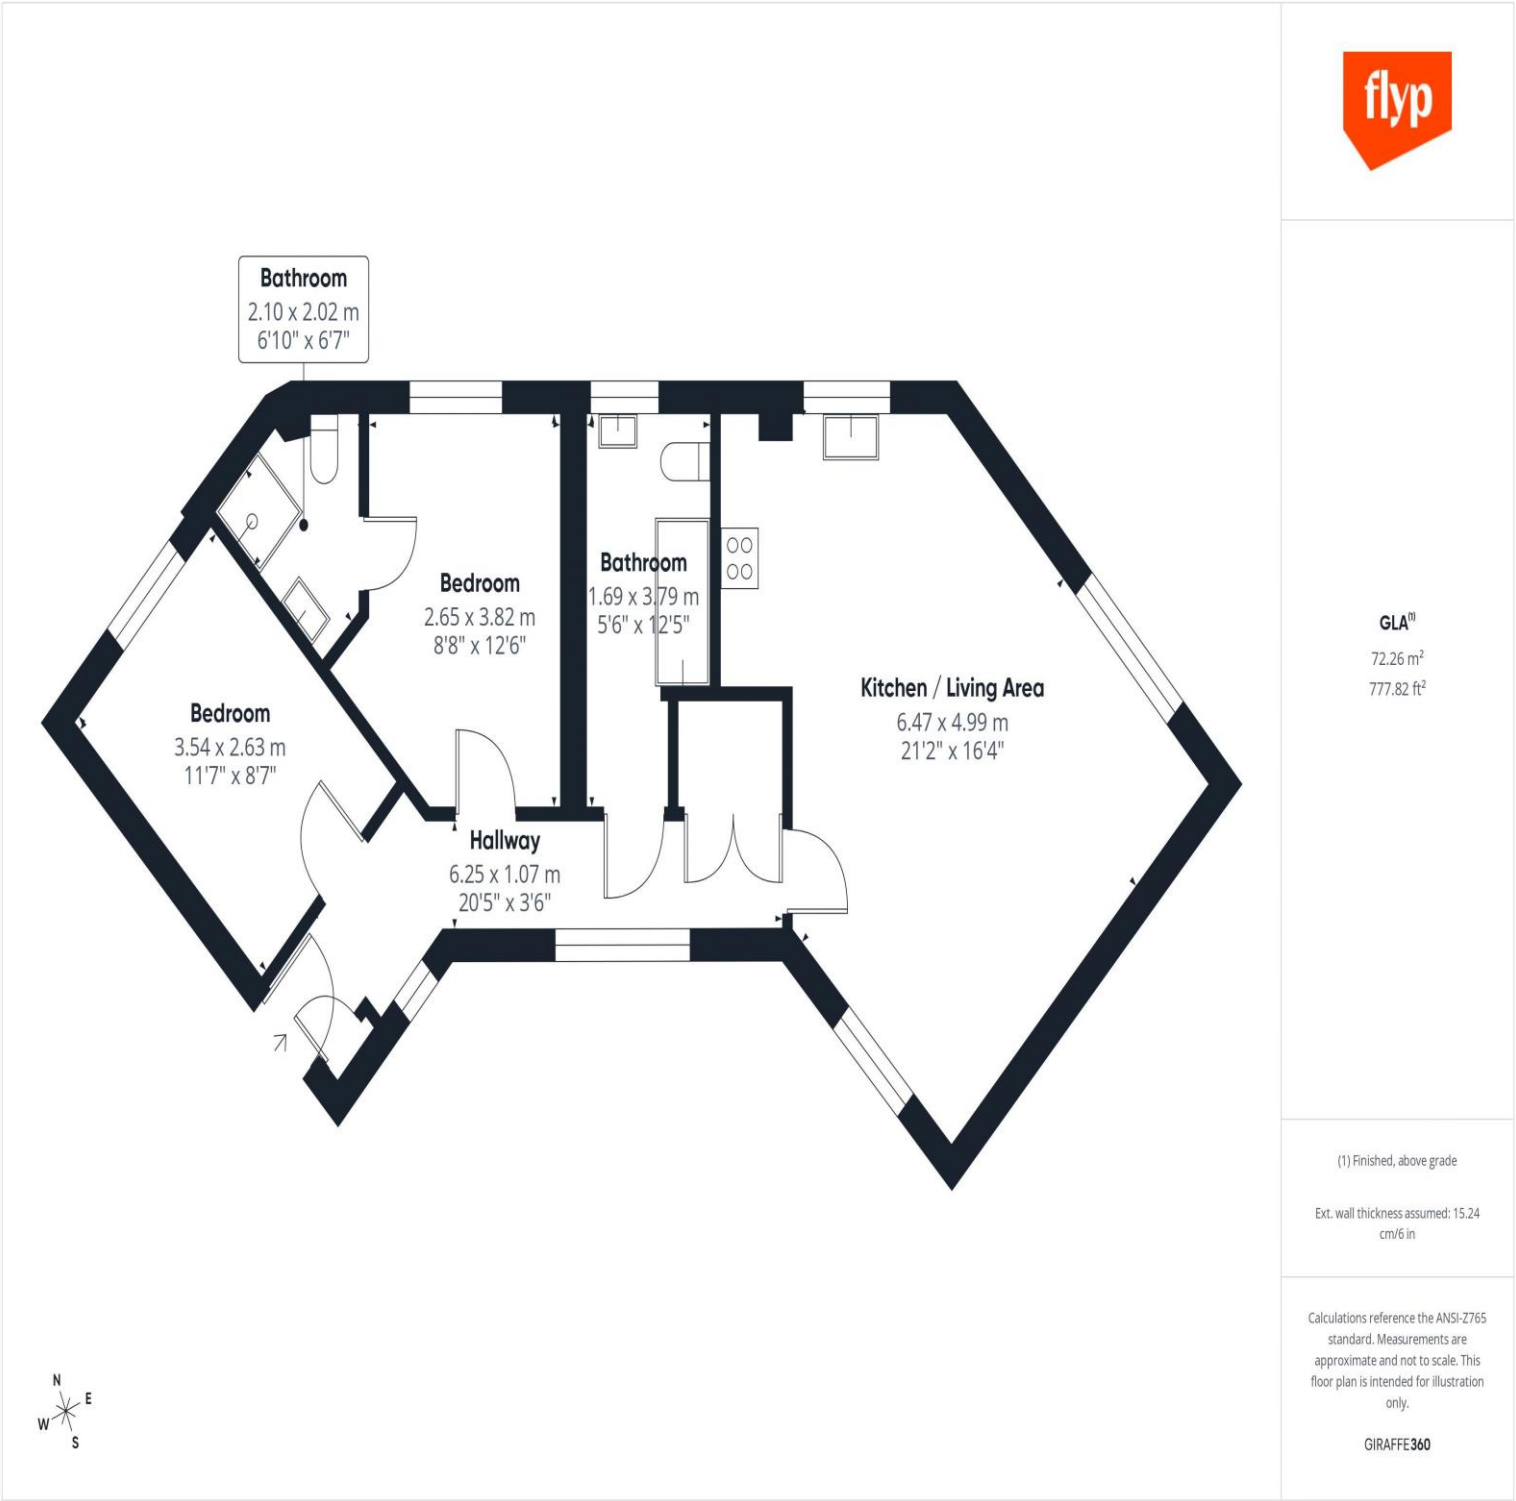 flyp
Bathroom
2.10 x 2.02 m
6'10" x 6'7"
Bedroom
2.65 x 3.82 m
8'8" x 12'6"
Bathroom
1.69 x 3.79 m
5'6" x 12'5"
Kitchen / Living Area
6.47 x 4.99 m
21'2" x 16'4"
Bedroom
3.54 x 2.63 m
11'7" x 8'7"
Hallway
6.25 x 1.07 m
20'5" x 3'6"
N
E
W
S
GLA(1)
72.26 m²
777.82 ft²
(1) Finished, above grade
Ext. wall thickness assumed: 15.24
cm/6 in
Calculations reference the ANSI-Z765
standard. Measurements are
approximate and not to scale. This
floor plan is intended for illustration
only.
GIRAFFE360